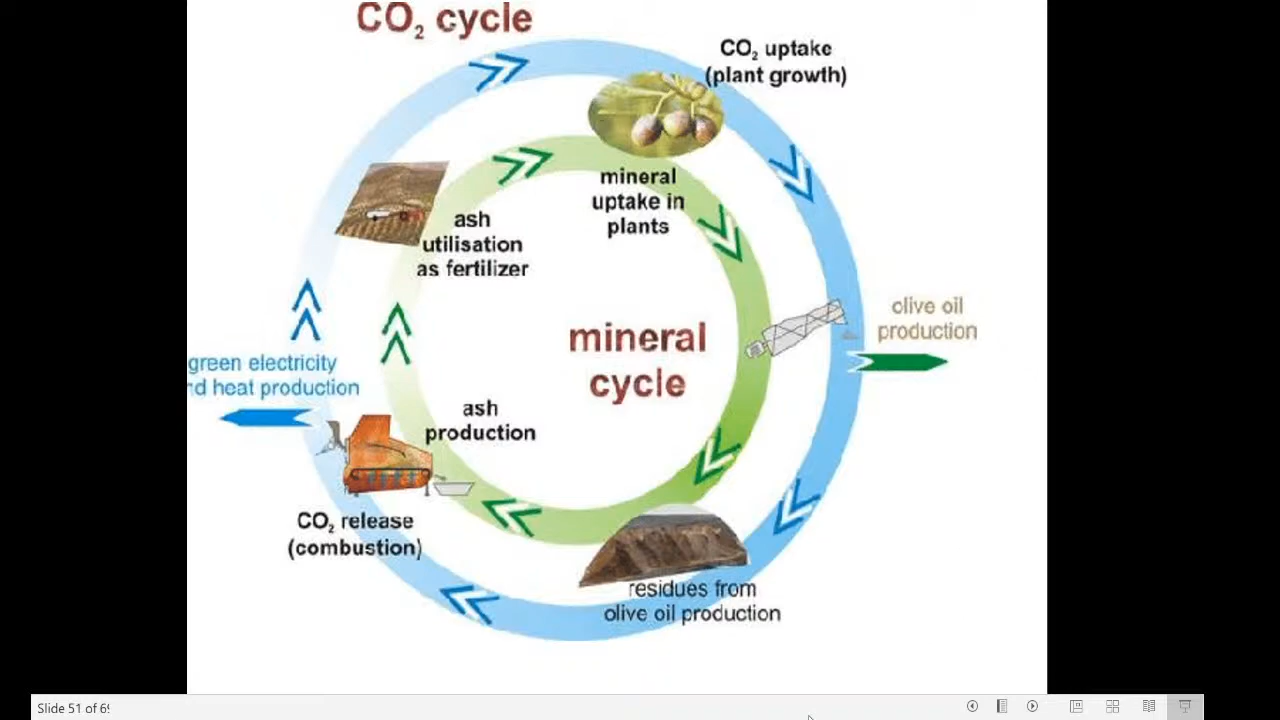 CO₂ cycle
CO₂ uptake
(plant growth)
mineral
uptake in
plants
ash
utilisation
as fertilizer
mineral
cycle
olive oil
production
green electricity
nd heat production
ash
production
CO₂ release
(combustion)
residues from
olive oil production
Slide 51 of